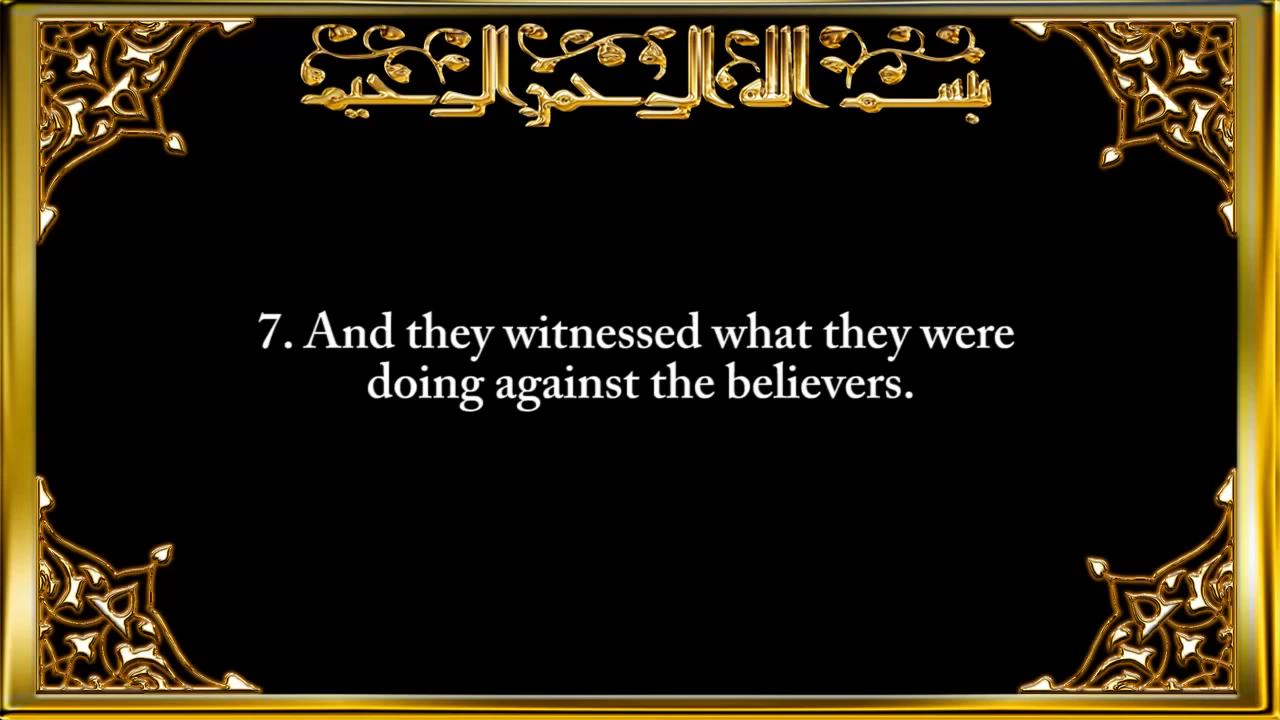 بسم الله الرحمن الرحيم
7. And they witnessed what they were
doing against the believers.